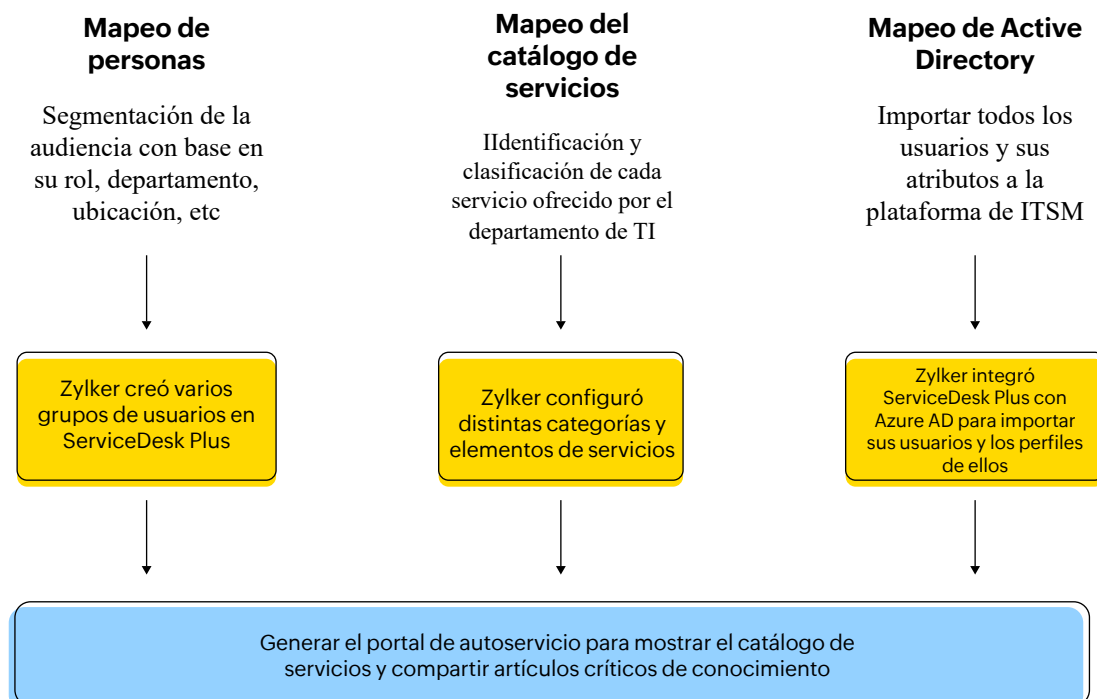 Mapeo de
personas
Segmentación de la
audiencia con base en
su rol, departamento,
ubicación, etc
Zylker creó varios
grupos de usuarios en
ServiceDesk Plus
Mapeo del
catálogo de
servicios
IIdentificación y
clasificación de cada
servicio ofrecido por el
departamento de TI
Zylker configuró
distintas categorías y
elementos de servicios
Mapeo de Active
Directory
Importar todos los
usuarios y sus
atributos a la
plataforma de ITSM
Zylker integró
ServiceDesk Plus con
Azure AD para importar
sus usuarios y los perfiles
de ellos
Generar el portal de autoservicio para mostrar el catálogo de
servicios y compartir artículos críticos de conocimiento